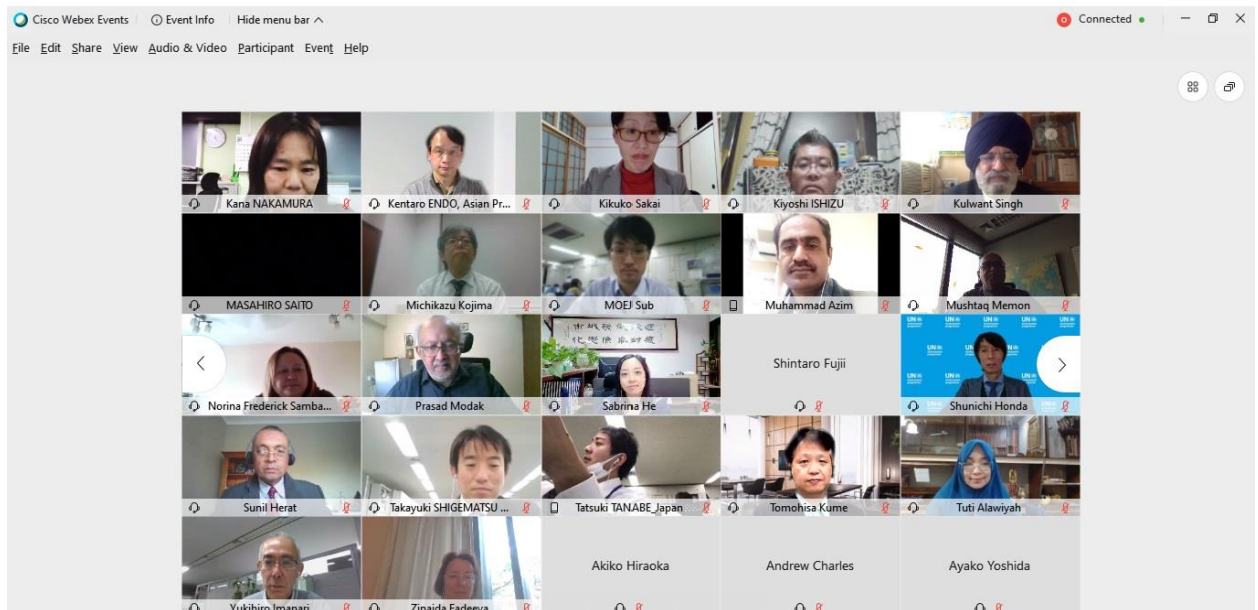 Cisco Webex Events
Event Info
Hide menu bar
Connected
File Edit Share View Audio & Video Participant Event Help
Kana NAKAMURA
Kentaro ENDO, Asian Pr...
Kikuko Sakai
Kiyoshi ISHIZU
Kulwant Singh
MASAHIRO SAITO
Michikazu Kojima
MOEJ Sub
Muhammad Azim
Mushtaq Memon
Norina Frederick Samba...
Prasad Modak
Sabrina He
Shintaro Fujii
Shunichi Honda
Sunil Herat
Takayuki SHIGEMATSU ...
Tatsuki TANABE_Japan
Tomohisa Kume
Tuti Alawiyah
Yukihiro Imanari
Zinaida Fadeeva
Akiko Hiraoka
Andrew Charles
Ayako Yoshida